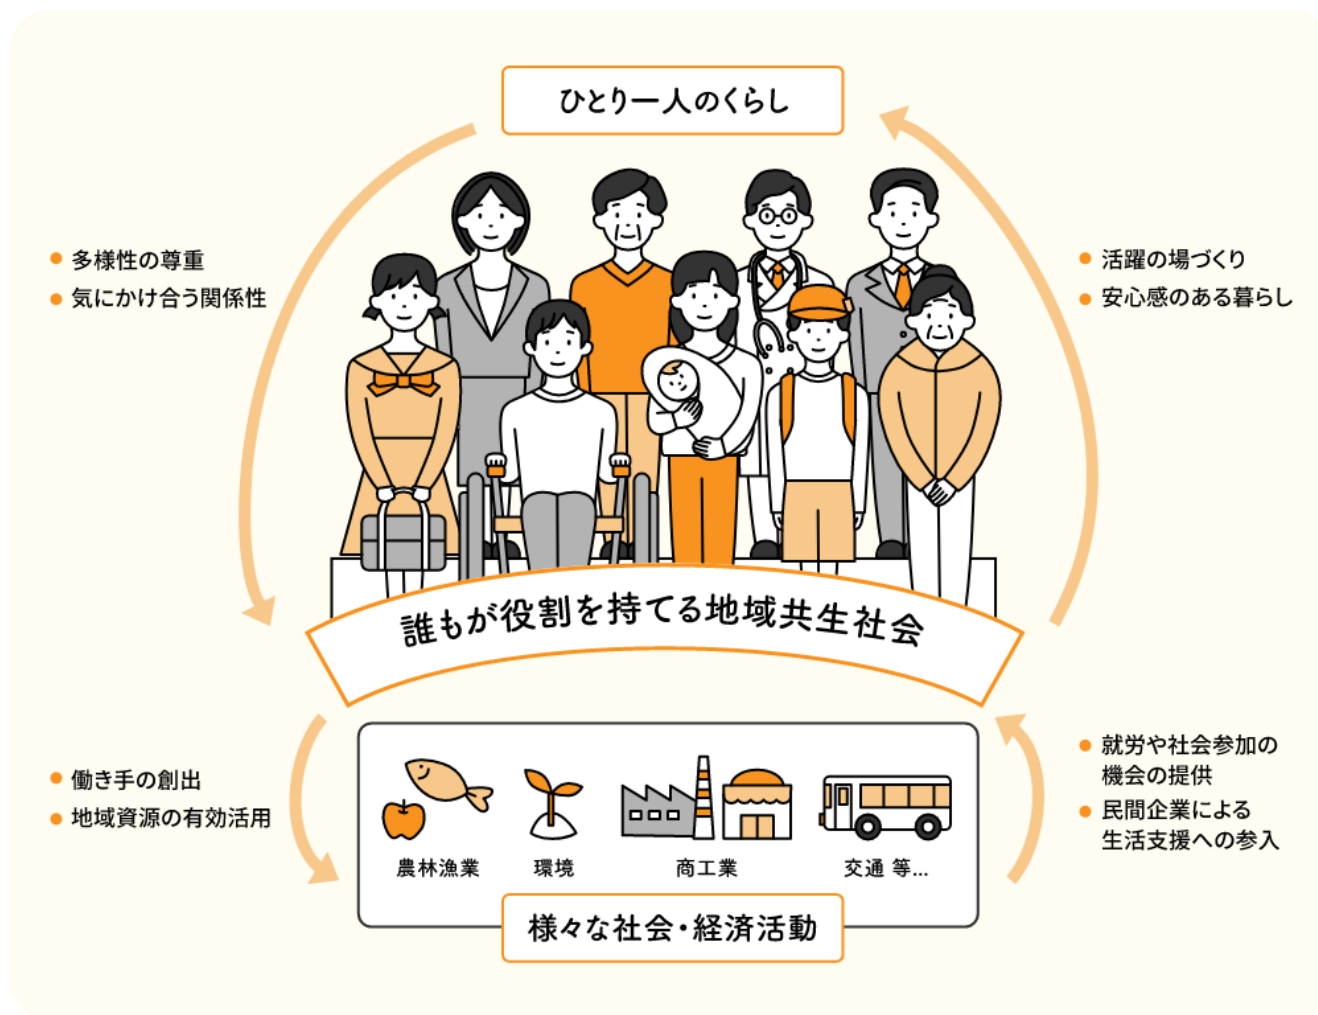 ひとり一人のくらし
多様性の尊重
気にかけ合う関係性
活躍の場づくり
安心感のある暮らし
誰もが役割を持てる地域共生社会
働き手の創出
地域資源の有効活用
就労や社会参加の
機会の提供
民間企業による
生活支援への参入
農林漁業
環境
商工業
交通 等...
様々な社会・経済活動